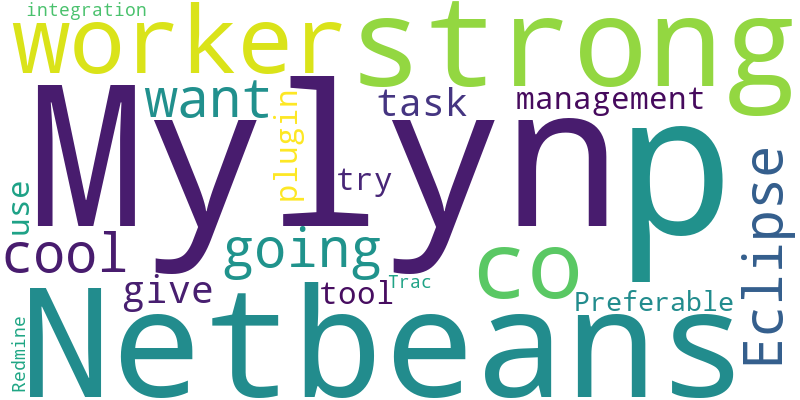 integration
worker
strong
want
plugin
task
management
Mylyn
p
try
use
Eclipse
cool
going
co
give
tool
Trac
Preferable
Redmine
Netbeans